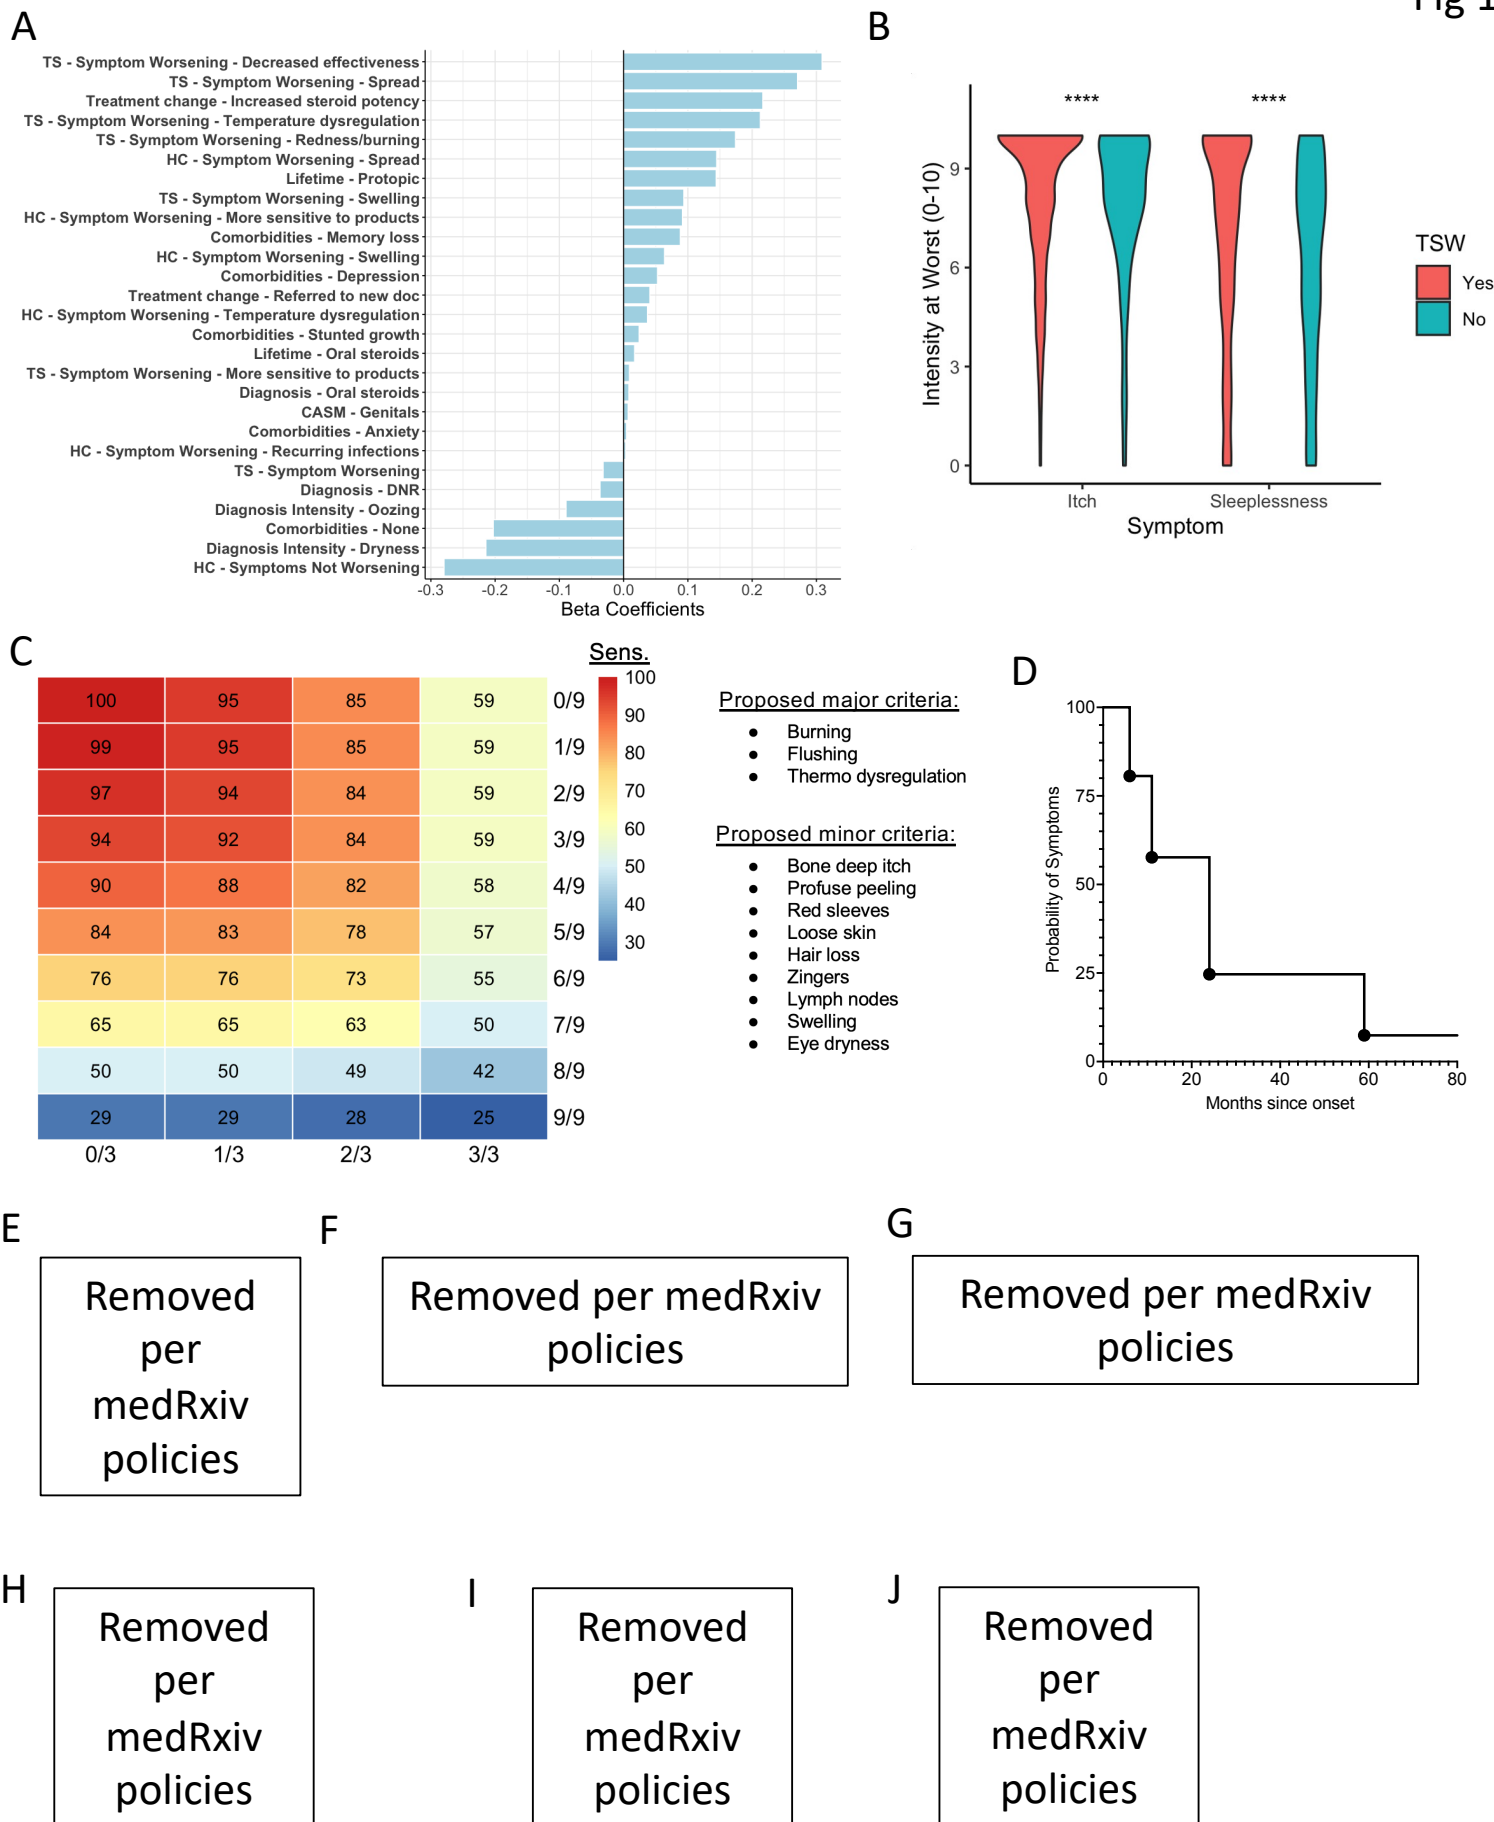 Fig 1
A
TS - Symptom Worsening - Decreased effectiveness
TS - Symptom Worsening - Spread
Treatment change - Increased steroid potency
TS - Symptom Worsening - Temperature dysregulation
TS - Symptom Worsening - Redness/burning
HC - Symptom Worsening - Spread
Lifetime - Protopic
TS - Symptom Worsening - Swelling
HC - Symptom Worsening - More sensitive to products
Comorbidities - Memory loss
HC - Symptom Worsening - Swelling
Comorbidities - Depression
Treatment change - Referred to new doc
HC - Symptom Worsening - Temperature dysregulation
Comorbidities - Stunted growth
Lifetime - Oral steroids
TS - Symptom Worsening - More sensitive to products
Diagnosis - Oral steroids
CASM - Genitals
Comorbidities - Anxiety
HC - Symptom Worsening - Recurring infections
TS - Symptom Worsening
Diagnosis - DNR
Diagnosis Intensity - Oozing
Comorbidities - None
Diagnosis Intensity - Dryness
HC - Symptoms Not Worsening
-0.3 -0.2 -0.1 0.0 0.1 0.2 0.3
Beta Coefficients
B
**** ****
Intensity at Worst (0-10)
9
6
3
0
Itch Sleeplessness
Symptom
TSW
Yes
No
C
100 95 85 59 0/9
99 95 85 59 1/9
97 94 84 59 2/9
94 92 84 59 3/9
90 88 82 58 4/9
84 83 78 57 5/9
76 76 73 55 6/9
65 65 63 50 7/9
50 50 49 42 8/9
29 29 28 25 9/9
0/3 1/3 2/3 3/3
Sens.
100
90
80
70
60
50
40
30
Proposed major criteria:
● Burning
● Flushing
● Thermo dysregulation
Proposed minor criteria:
● Bone deep itch
● Profuse peeling
● Red sleeves
● Loose skin
● Hair loss
● Zingers
● Lymph nodes
● Swelling
● Eye dryness
D
Probability of Symptoms
100
75
50
25
0
0 20 40 60 80
Months since onset
E
Removed
per
medRxiv
policies
F
Removed per medRxiv
policies
G
Removed per medRxiv
policies
H
Removed
per
medRxiv
policies
I
Removed
per
medRxiv
policies
J
Removed
per
medRxiv
policies